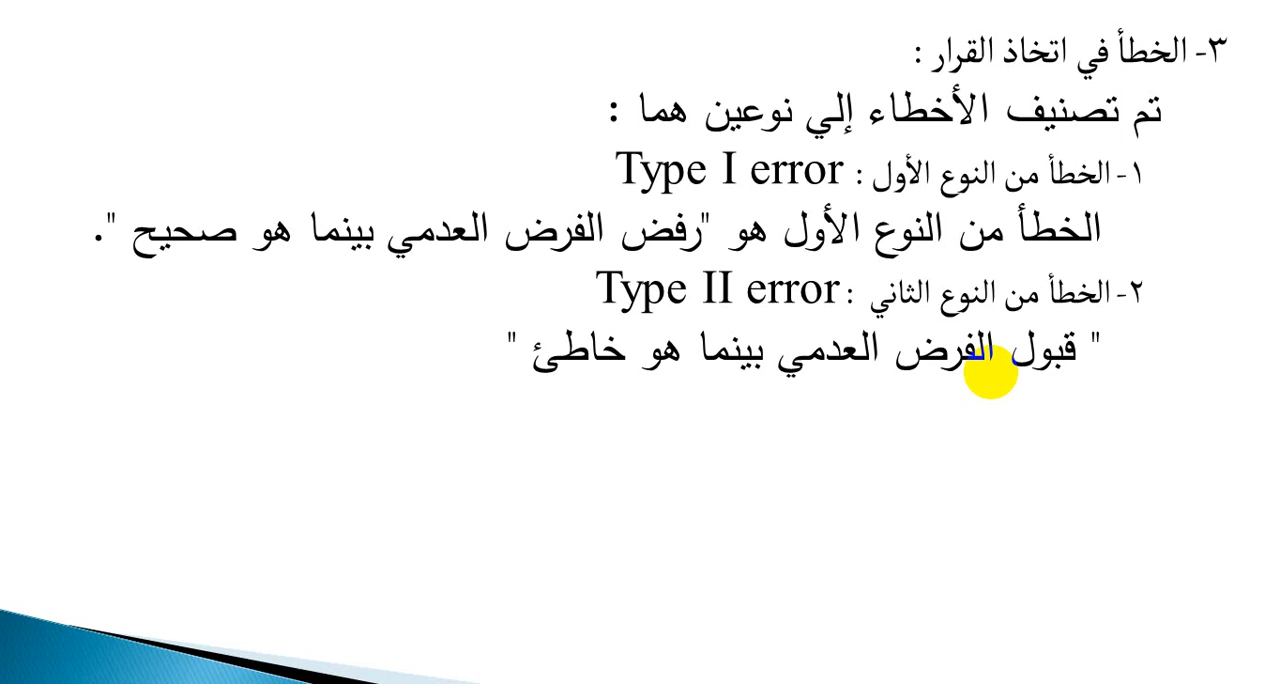 ٣- الخطأ في اتخاذ القرار :
تم تصنيف الأخطاء إلي نوعين هما :
١- الخطأ من النوع الأول : Type I error
الخطأ من النوع الأول هو "رفض الفرض العدمي بينما هو صحيح ".
٢- الخطأ من النوع الثاني : Type II error
" قبول الفرض العدمي بينما هو خاطئ "